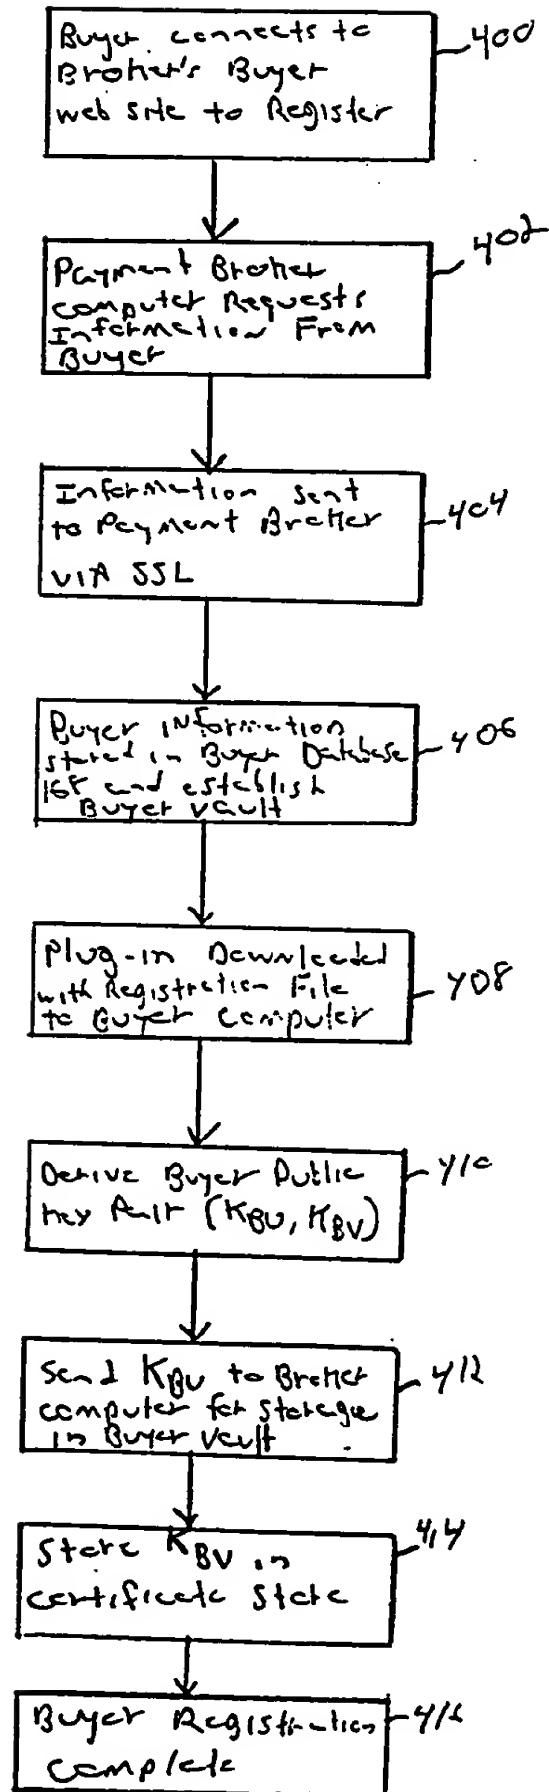 Buyer connects to
Broker's Buyer
web site to Register
400
Payment Broker
computer Requests
Information From
Buyer
402
Information sent
to Payment Broker
VIA SSL
404
Buyer INformation
stored in Buyer Database
168 and establish
Buyer vault
406
Plug-in Downloaded
with Registration File
to Buyer Computer
408
Derive Buyer Public
Key Pair (KBU, KBV)
410
Send KBU to Broker
computer for storage
in Buyer Vault
412
Store KBV in
certificate store
414
Buyer Registration
complete
416